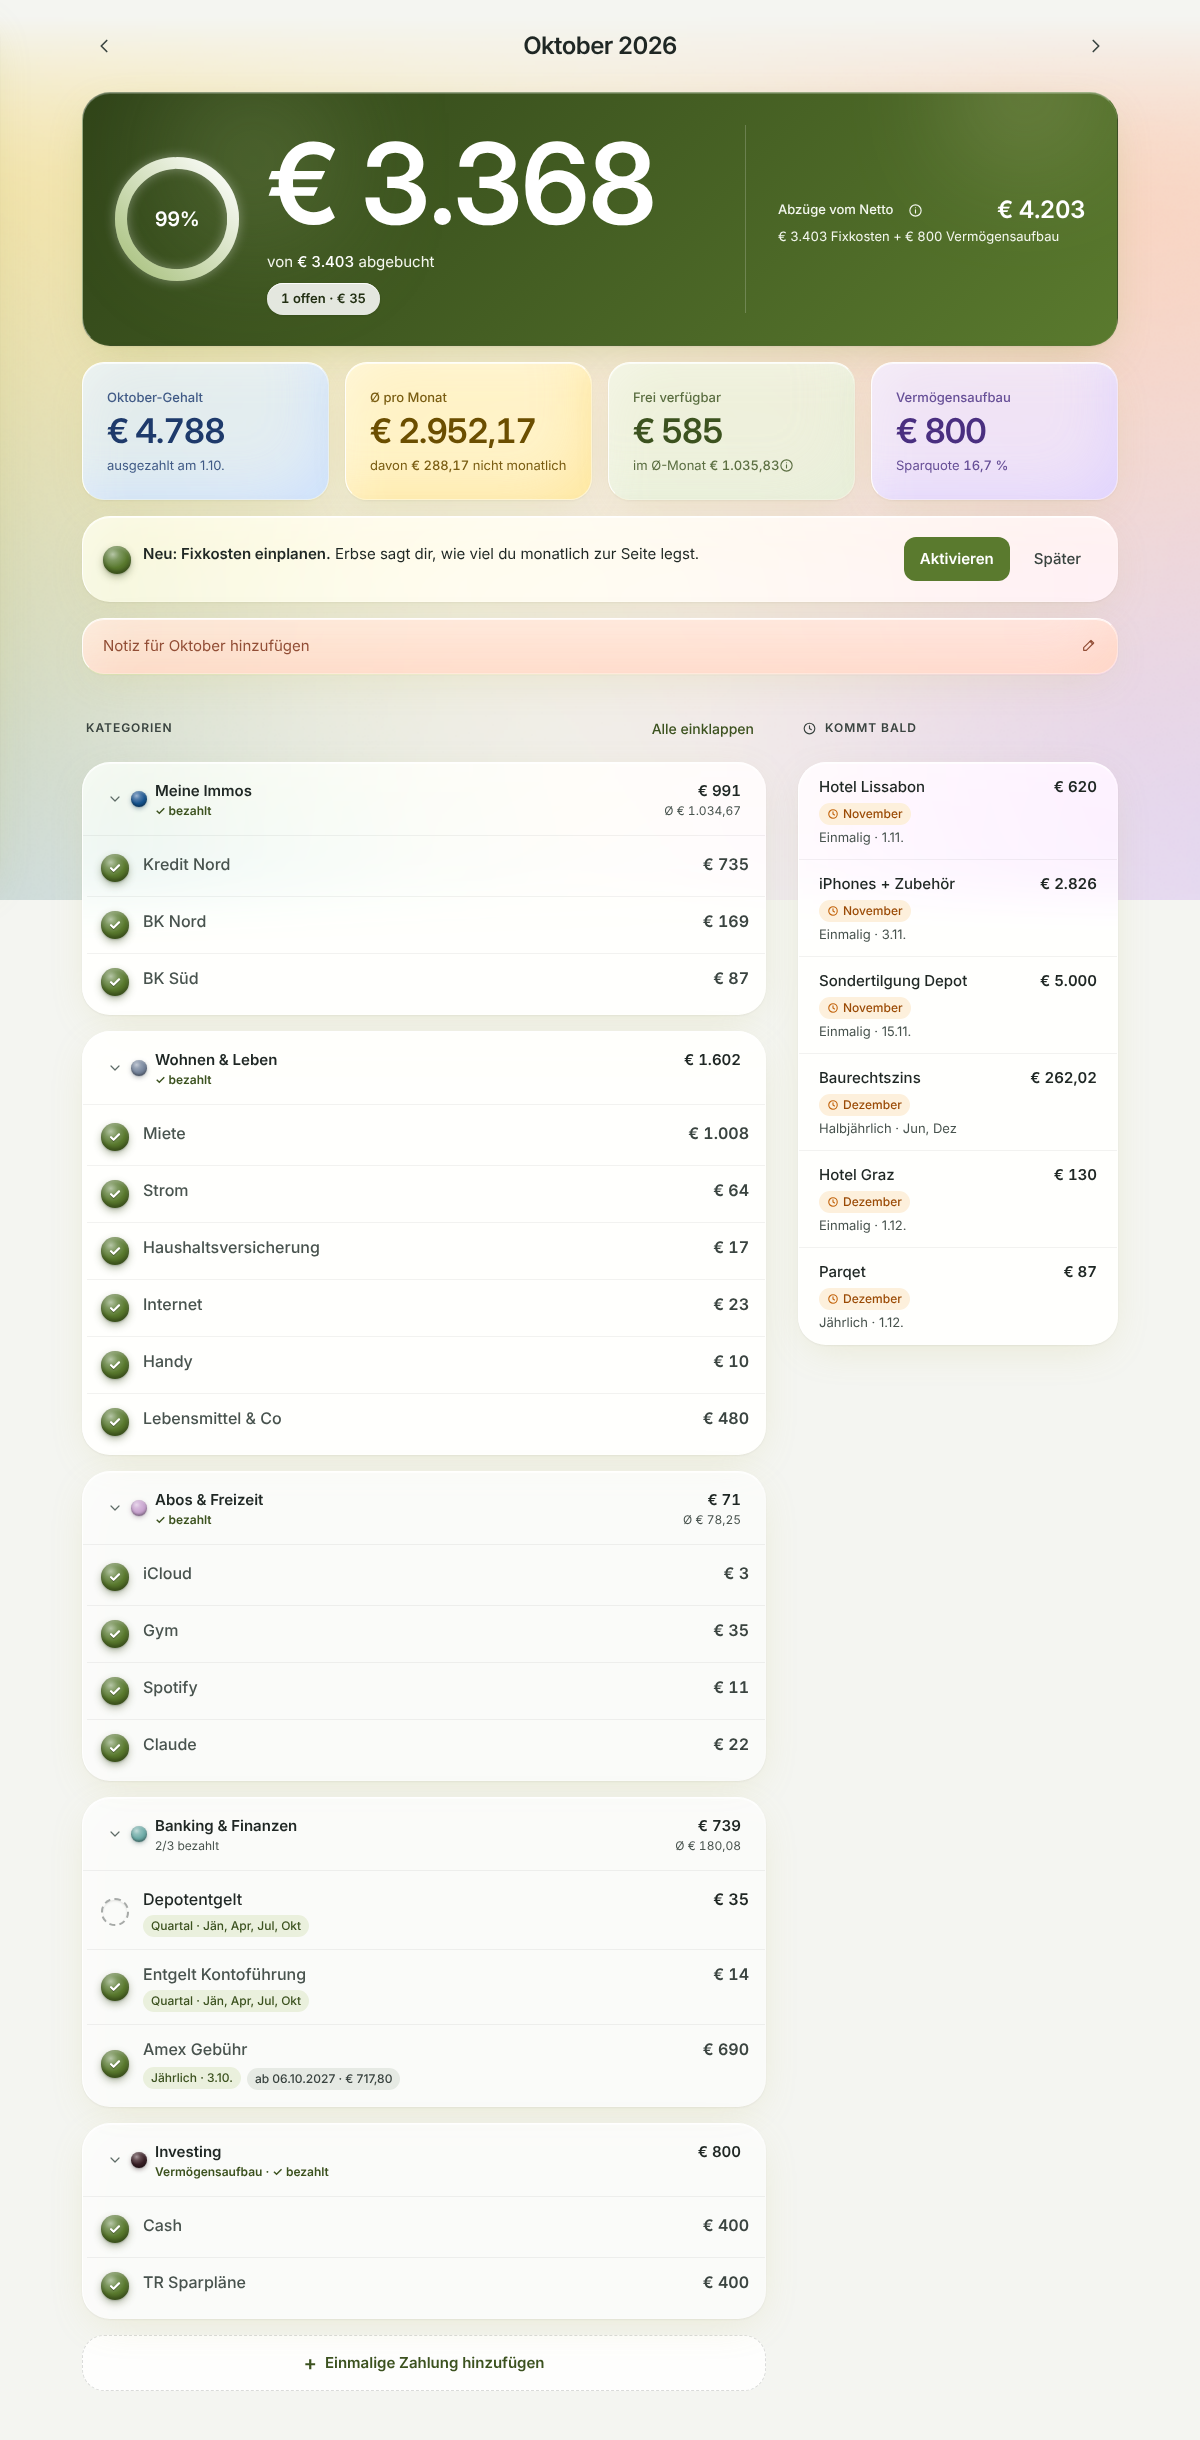 Oktober 2026
99%
€ 3.368
von € 3.403 abgebucht
1 offen · € 35
Abzüge vom Netto
€ 4.203
€ 3.403 Fixkosten + € 800 Vermögensaufbau
Oktober-Gehalt
€ 4.788
ausgezahlt am 1.10.
Ø pro Monat
€ 2.952,17
davon € 288,17 nicht monatlich
Frei verfügbar
€ 585
im Ø-Monat € 1.035,83
Vermögensaufbau
€ 800
Sparquote 16,7 %
Neu: Fixkosten einplanen. Erbse sagt dir, wie viel du monatlich zur Seite legst.
Aktivieren
Später
Notiz für Oktober hinzufügen
KATEGORIEN
Alle einklappen
Meine Immos
€ 991
✓ bezahlt
Ø € 1.034,67
Kredit Nord
€ 735
BK Nord
€ 169
BK Süd
€ 87
Wohnen & Leben
€ 1.602
✓ bezahlt
Miete
€ 1.008
Strom
€ 64
Haushaltsversicherung
€ 17
Internet
€ 23
Handy
€ 10
Lebensmittel & Co
€ 480
Abos & Freizeit
€ 71
✓ bezahlt
Ø € 78,25
iCloud
€ 3
Gym
€ 35
Spotify
€ 11
Claude
€ 22
Banking & Finanzen
€ 739
2/3 bezahlt
Ø € 180,08
Depotentgelt
€ 35
Quartal · Jän, Apr, Jul, Okt
Entgelt Kontoführung
€ 14
Quartal · Jän, Apr, Jul, Okt
Amex Gebühr
€ 690
Jährlich · 3.10.
ab 06.10.2027 · € 717,80
Investing
€ 800
Vermögensaufbau · ✓ bezahlt
Cash
€ 400
TR Sparpläne
€ 400
+ Einmalige Zahlung hinzufügen
KOMMT BALD
Hotel Lissabon
€ 620
November
Einmalig · 1.11.
iPhones + Zubehör
€ 2.826
November
Einmalig · 3.11.
Sondertilgung Depot
€ 5.000
November
Einmalig · 15.11.
Baurechtszins
€ 262,02
Dezember
Halbjährlich · Jun, Dez
Hotel Graz
€ 130
Dezember
Einmalig · 1.12.
Parqet
€ 87
Dezember
Jährlich · 1.12.